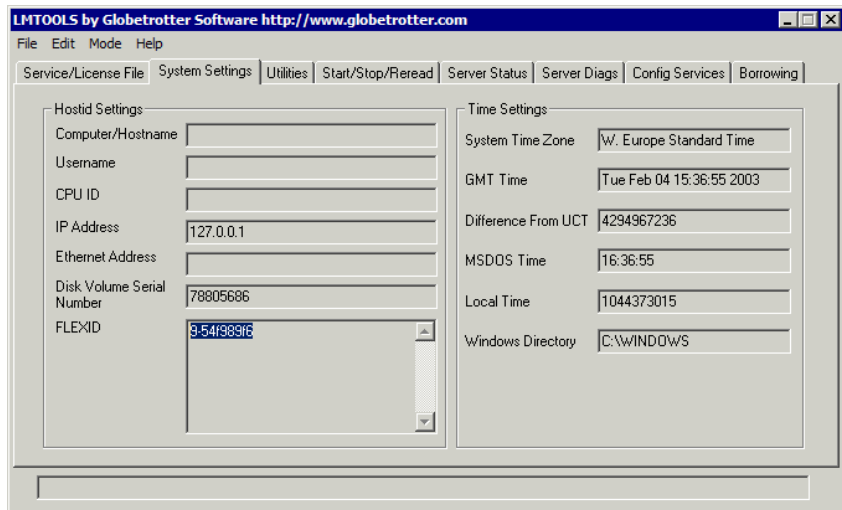 LMTOOLS by Globetrotter Software http://www.globetrotter.com
File Edit Mode Help
Service/License File System Settings Utilities Start/Stop/Reread Server Status Server Diags Config Services Borrowing
Hostid Settings
Computer/Hostname
Username
CPU ID
IP Address 127.0.0.1
Ethernet Address
Disk Volume Serial
Number 78805686
FLEXID 9-54f989f6
Time Settings
System Time Zone W. Europe Standard Time
GMT Time Tue Feb 04 15:36:55 2003
Difference From UCT 4294967236
MSDOS Time 16:36:55
Local Time 1044373015
Windows Directory C:\WINDOWS